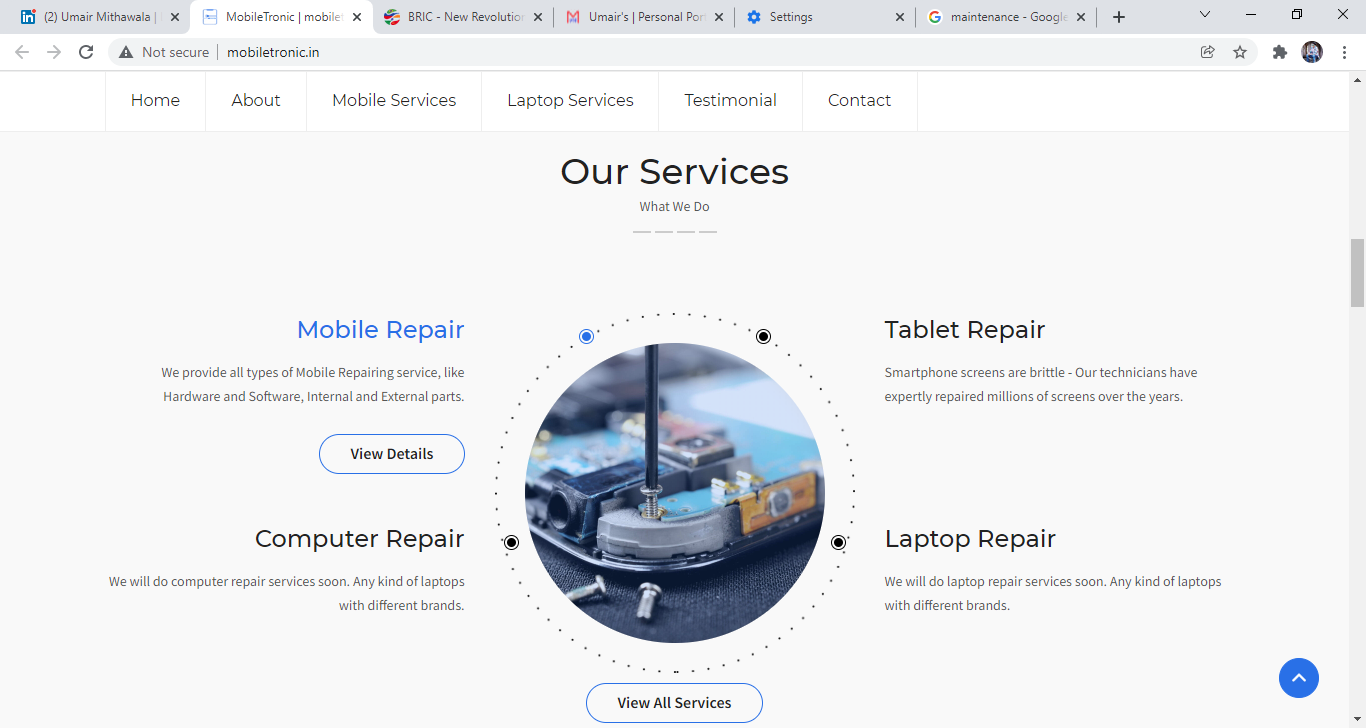 (2) Umair Mithawala |
MobileTronic | mobilet
BRIC - New Revolution
Umair's | Personal Por
Settings
maintenance - Google
Not secure
mobiletronic.in
Home
About
Mobile Services
Laptop Services
Testimonial
Contact
Our Services
What We Do
Mobile Repair
We provide all types of Mobile Repairing service, like
Hardware and Software, Internal and External parts.
View Details
Tablet Repair
Smartphone screens are brittle - Our technicians have
expertly repaired millions of screens over the years.
Computer Repair
We will do computer repair services soon. Any kind of laptops
with different brands.
Laptop Repair
We will do laptop repair services soon. Any kind of laptops
with different brands.
View All Services